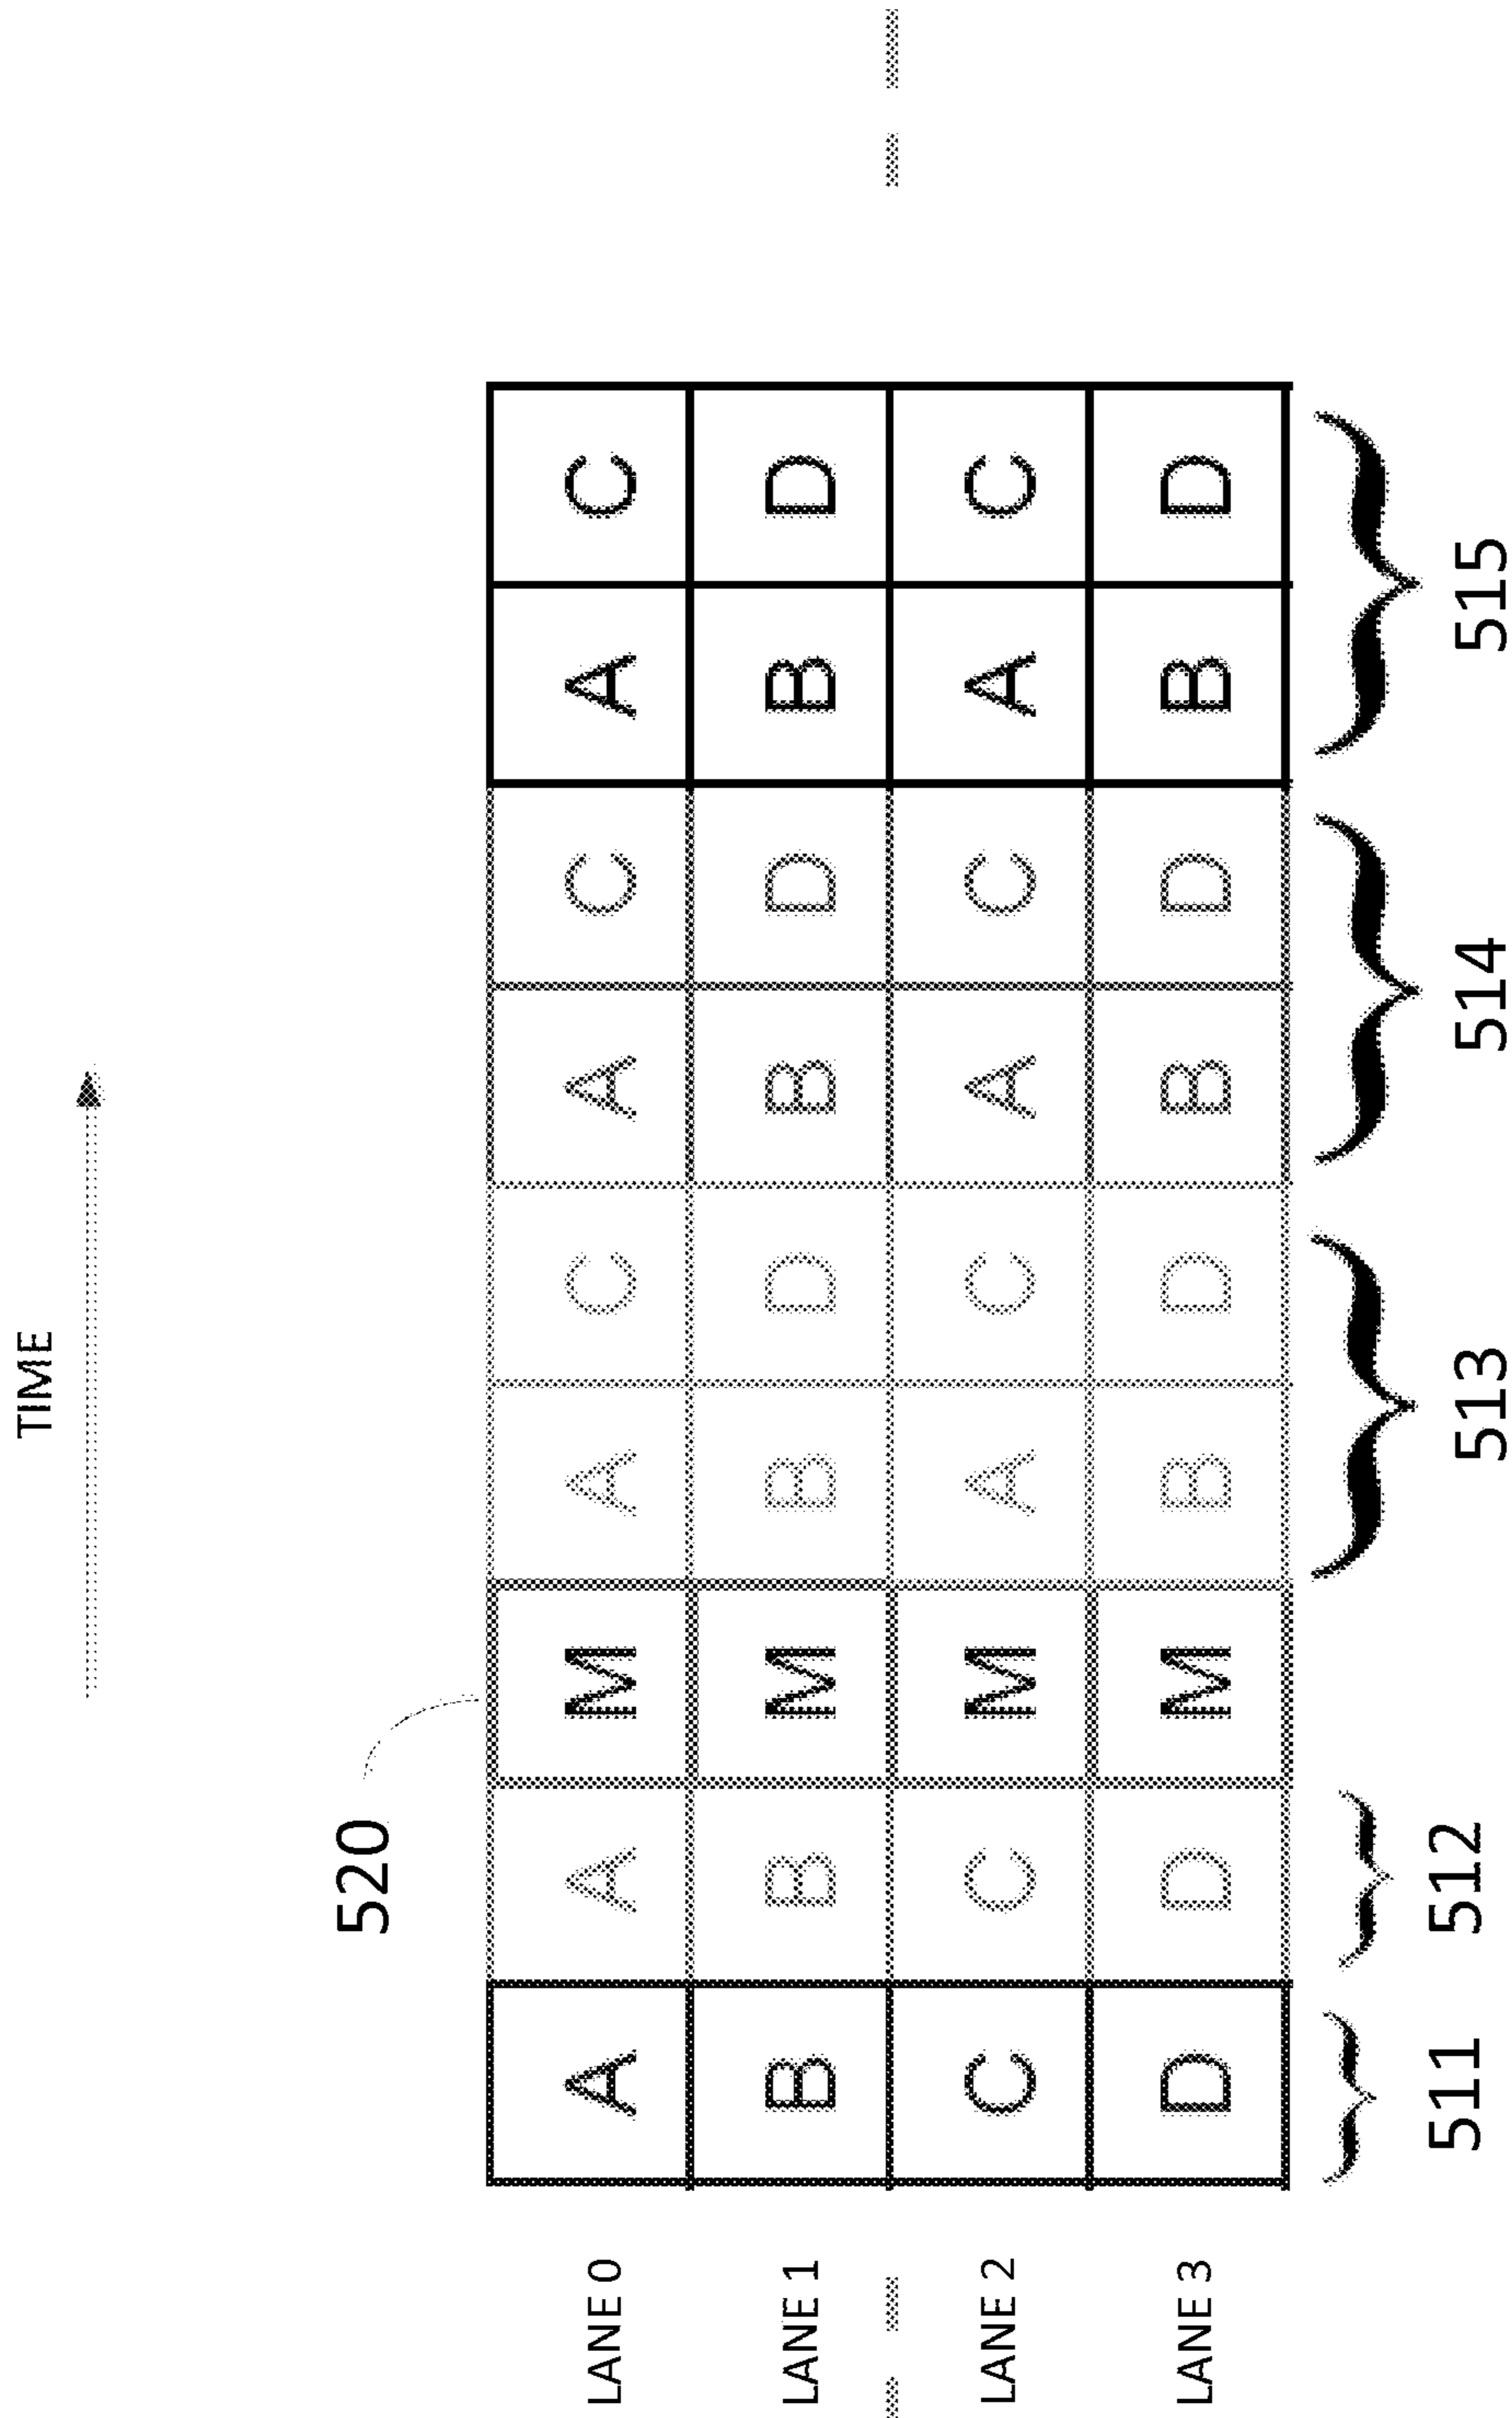 TIME
520
LANE 0 A A M A C A C A C
LANE 1 B B M B D B D B D
LANE 2 C C M A C A C A C
LANE 3 D D M B D B D B D
511 512 513 514 515